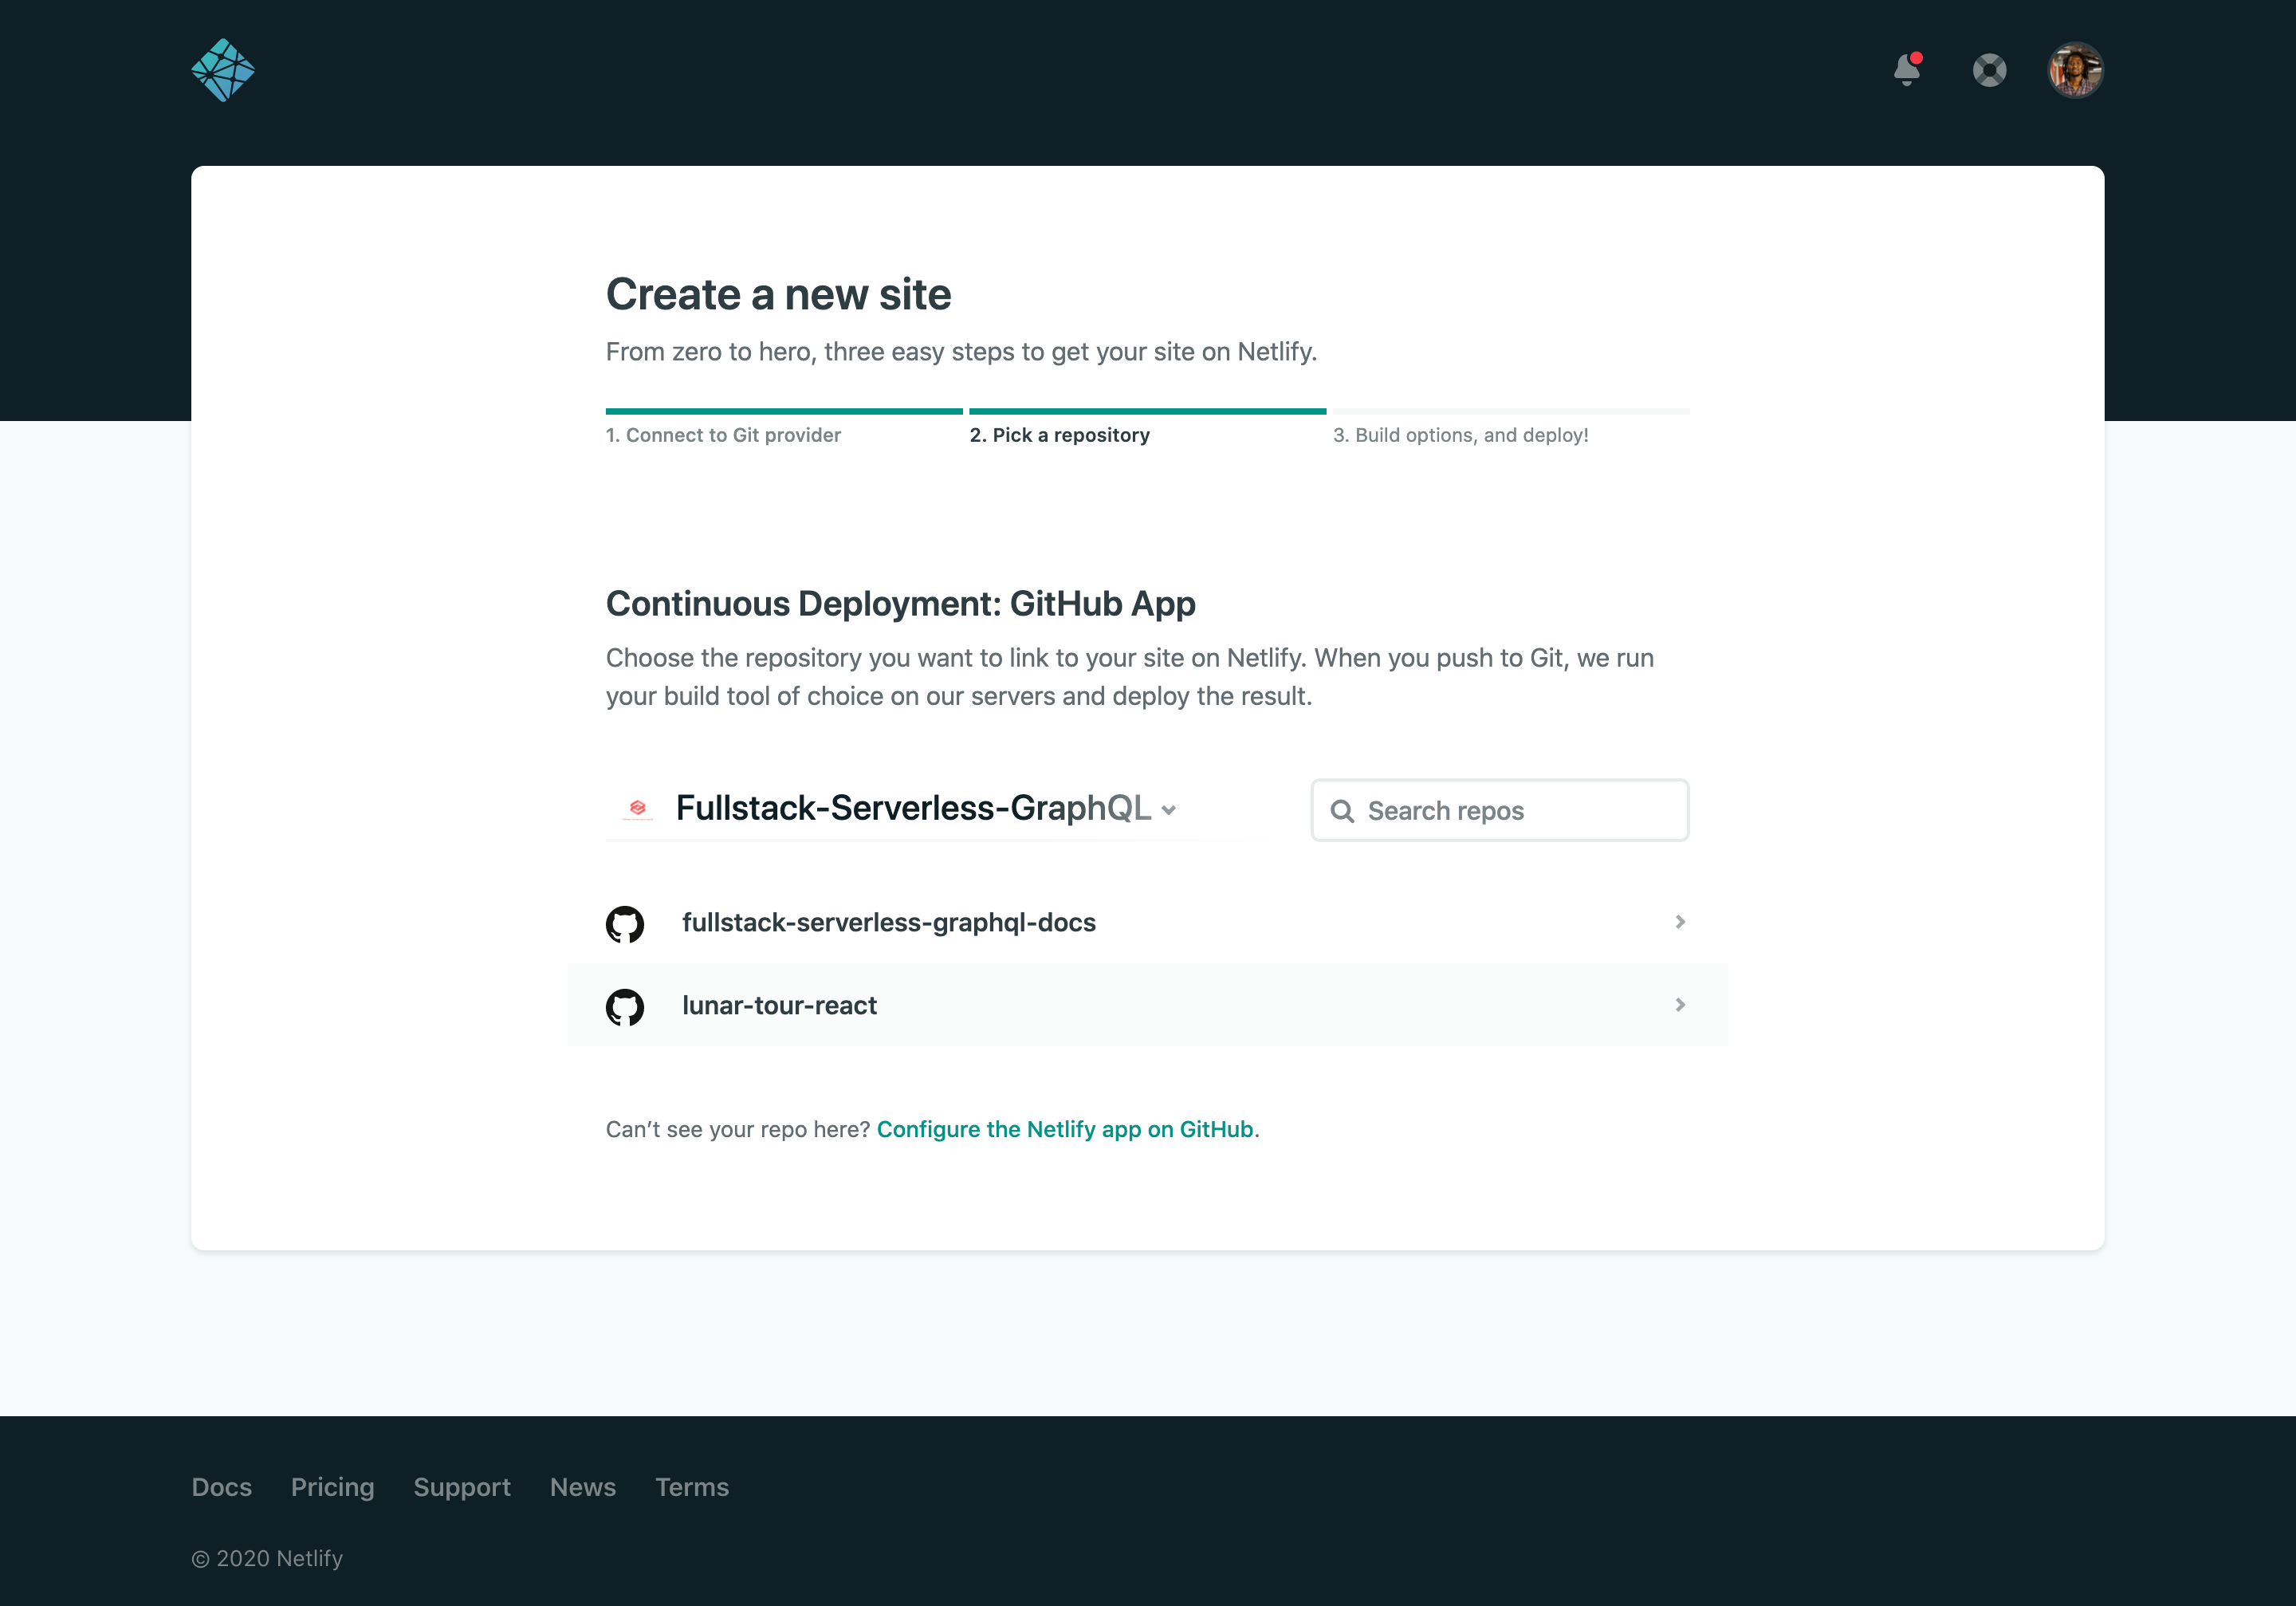 Create a new site
From zero to hero, three easy steps to get your site on Netlify.
1. Connect to Git provider
2. Pick a repository
3. Build options, and deploy!
Continuous Deployment: GitHub App
Choose the repository you want to link to your site on Netlify. When you push to Git, we run
your build tool of choice on our servers and deploy the result.
Fullstack-Serverless-GraphQL
Search repos
fullstack-serverless-graphql-docs
lunar-tour-react
Can’t see your repo here? Configure the Netlify app on GitHub.
Docs Pricing Support News Terms
© 2020 Netlify